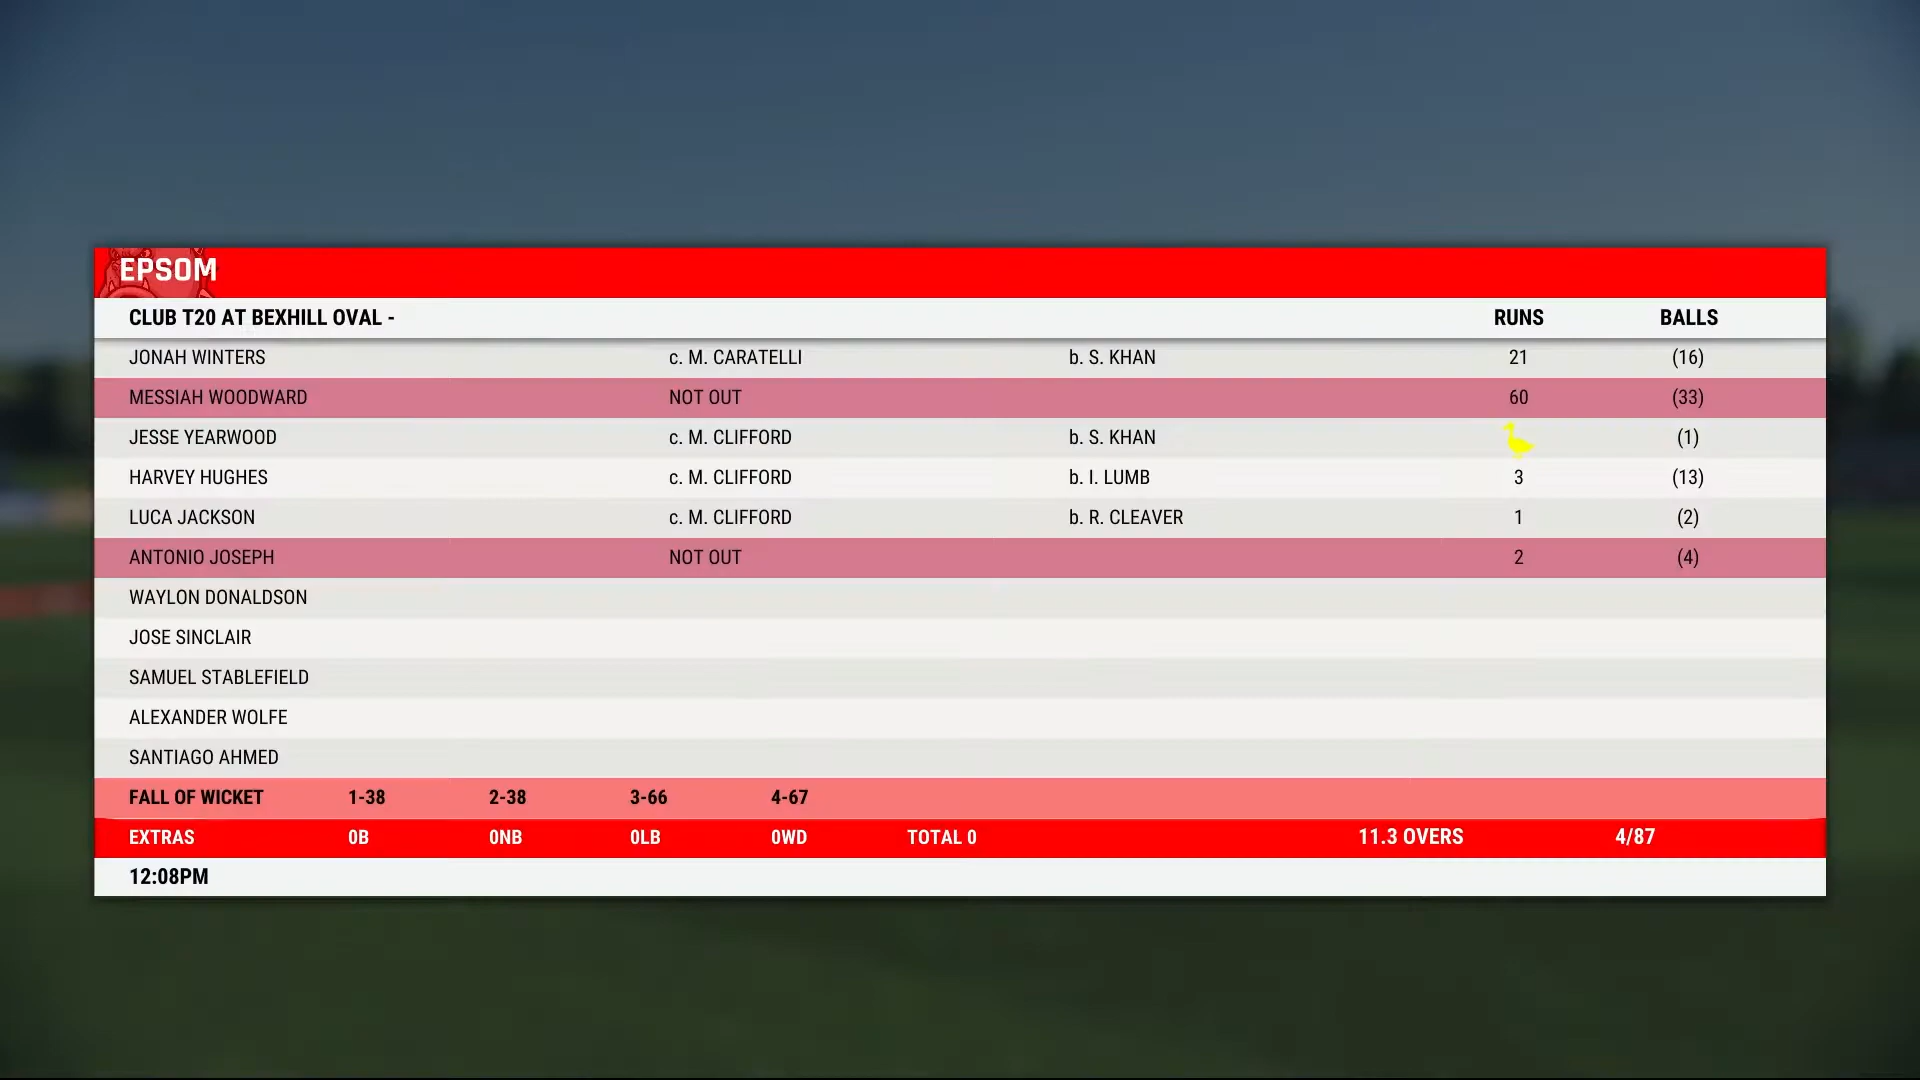 EPSOM
CLUB T20 AT BEXHILL OVAL - RUNS BALLS
JONAH WINTERS c. M. CARATELLI b. S. KHAN 21 (16)
MESSIAH WOODWARD NOT OUT 60 (33)
JESSE YEARWOOD c. M. CLIFFORD b. S. KHAN (1)
HARVEY HUGHES c. M. CLIFFORD b. I. LUMB 3 (13)
LUCA JACKSON c. M. CLIFFORD b. R. CLEAVER 1 (2)
ANTONIO JOSEPH NOT OUT 2 (4)
WAYLON DONALDSON
JOSE SINCLAIR
SAMUEL STABLEFIELD
ALEXANDER WOLFE
SANTIAGO AHMED
FALL OF WICKET 1-38 2-38 3-66 4-67
EXTRAS 0B 0NB 0LB 0WD TOTAL 0 11.3 OVERS 4/87
12:08PM